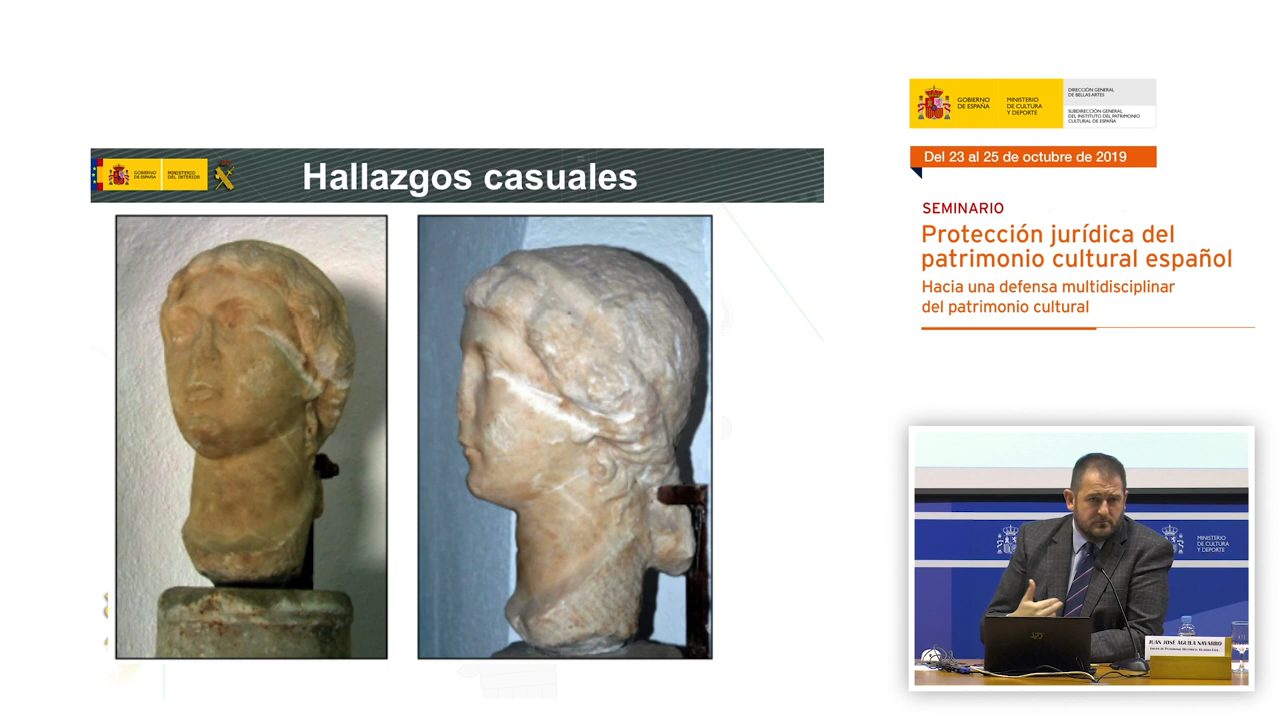 GOBIERNO
DE ESPAÑA
MINISTERIO
DEL INTERIOR
Hallazgos casuales
GOBIERNO
DE ESPAÑA
MINISTERIO
DE CULTURA
Y DEPORTE
DIRECCIÓN GENERAL
DE BELLAS ARTES
SUBDIRECCIÓN GENERAL
DEL INSTITUTO DEL PATRIMONIO
CULTURAL DE ESPAÑA
Del 23 al 25 de octubre de 2019
SEMINARIO
Protección jurídica del
patrimonio cultural español
Hacia una defensa multidisciplinar
del patrimonio cultural
MINISTERIO
DE CULTURA
Y DEPORTE
JUAN JOSÉ ÁGUILA NAVARRO